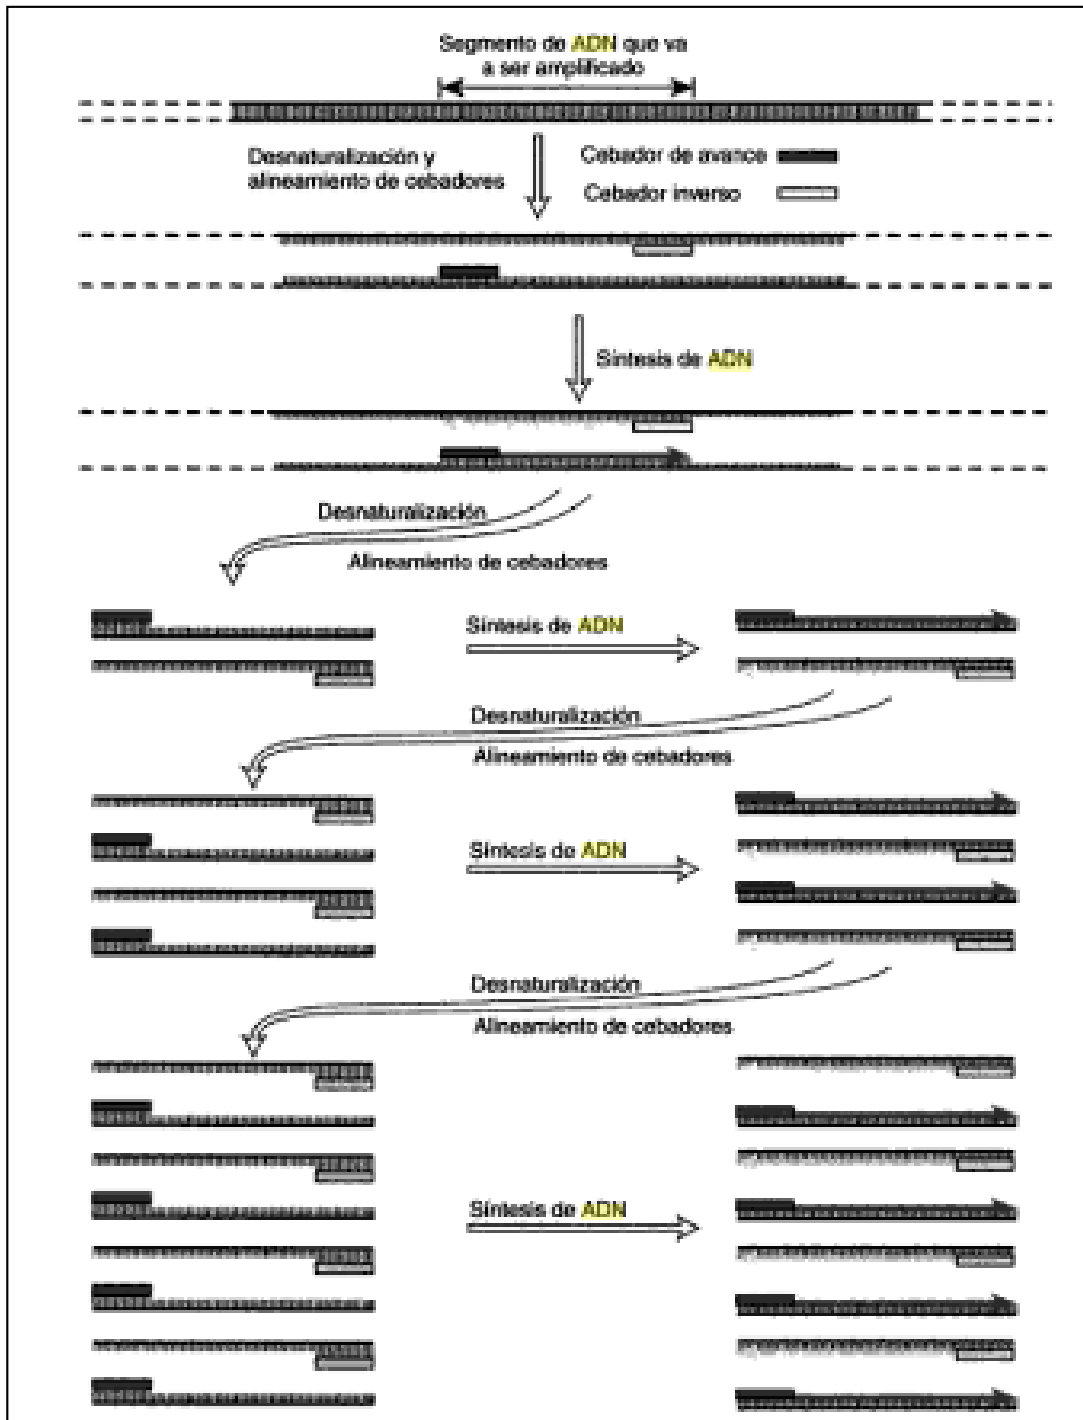 Segmento de ADN que va
a ser amplificado
Desnaturalización y
alineamiento de cebadores
Cebador de avance
Cebador inverso
Síntesis de ADN
Desnaturalización
Alineamiento de cebadores
Síntesis de ADN
Desnaturalización
Alineamiento de cebadores
Síntesis de ADN
Desnaturalización
Alineamiento de cebadores
Síntesis de ADN